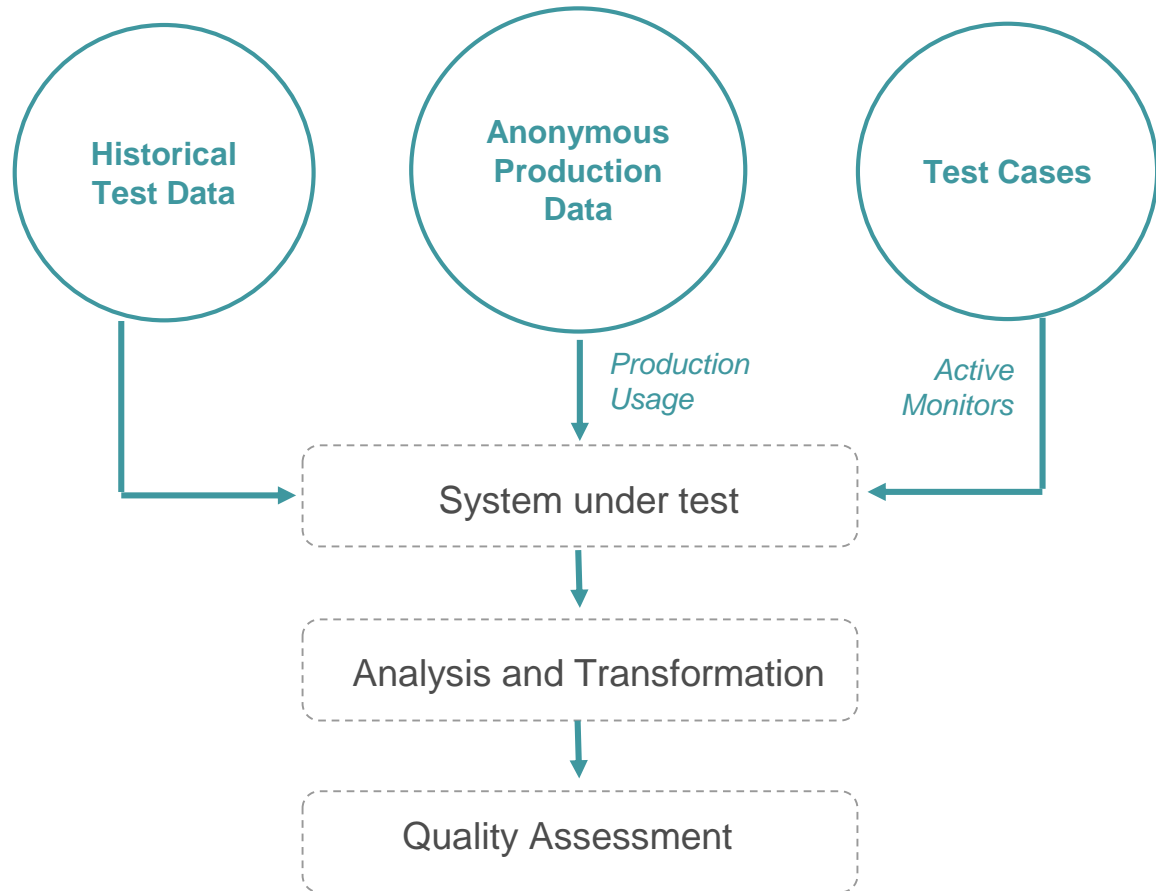 Historical
Test Data
Anonymous
Production
Data
Test Cases
Production
Usage
Active
Monitors
System under test
Analysis and Transformation
Quality Assessment